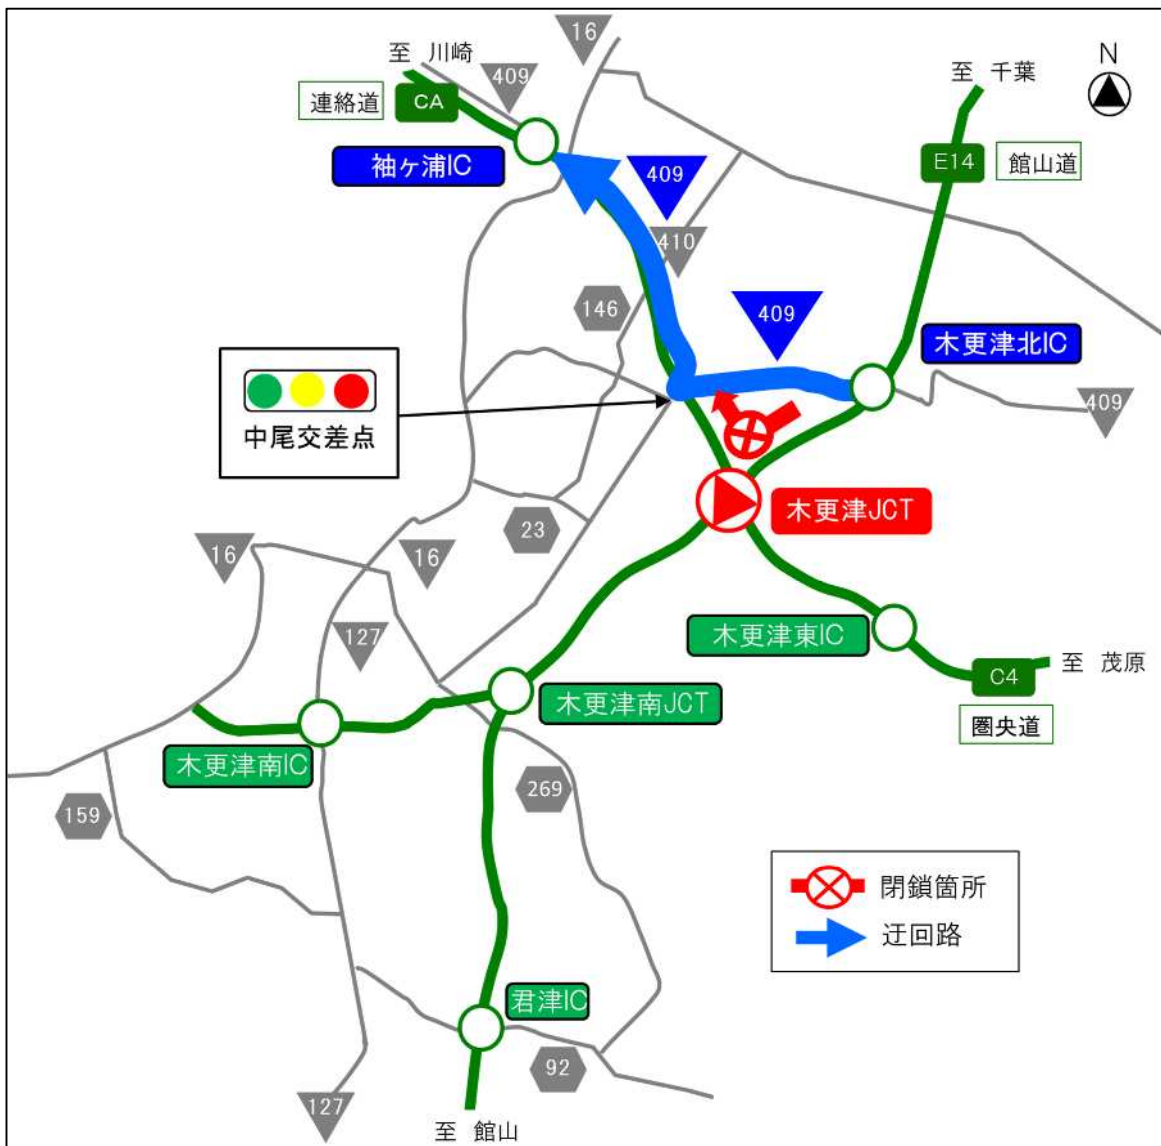 16
至 川崎
N
409
至 千葉
連絡道
CA
袖ヶ浦IC
409
E14
館山道
410
146
409
木更津北IC
409
中尾交差点
木更津JCT
23
16
16
127
木更津東IC
至 茂原
C4
木更津南JCT
圏央道
木更津南IC
159
269
閉鎖箇所
迂回路
君津IC
92
127
至 館山